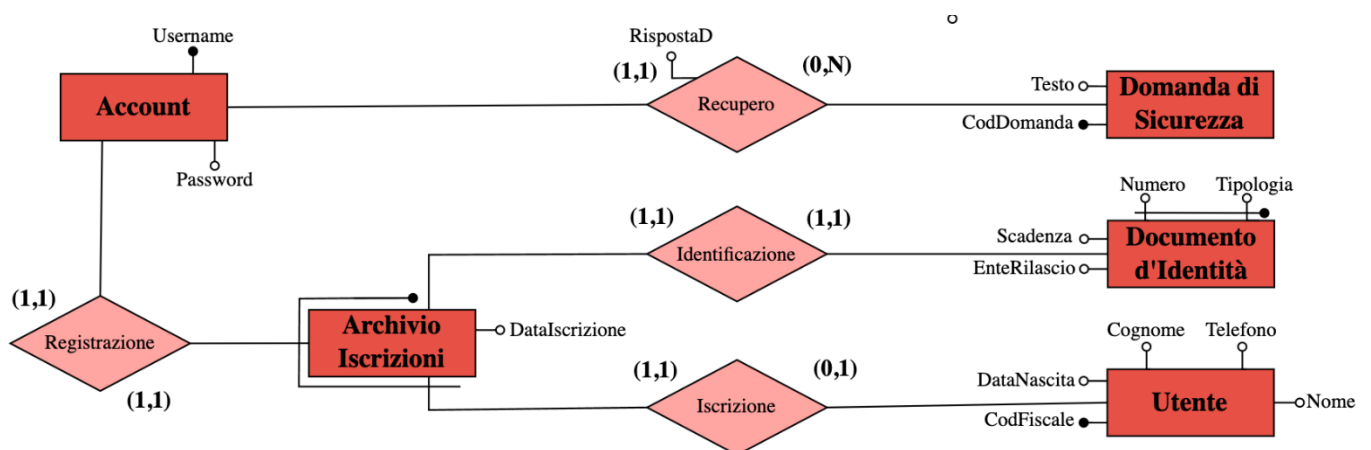 Username
RispostaD
(1,1)
(0,N)
Account
Recupero
Testo
CodDomanda
Domanda di
Sicurezza
Password
Numero
Tipologia
(1,1)
(1,1)
Identificazione
Scadenza
EnteRilascio
Documento
d'Identità
(1,1)
Registrazione
(1,1)
Archivio
Iscrizioni
DataIscrizione
Cognome
Telefono
(1,1)
(0,1)
Iscrizione
DataNascita
CodFiscale
Utente
Nome